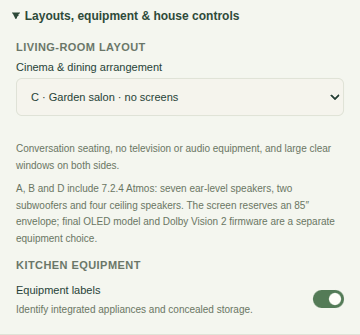 Layouts, equipment & house controls
LIVING-ROOM LAYOUT
Cinema & dining arrangement
C · Garden salon · no screens
Conversation seating, no television or audio equipment, and large clear
windows on both sides.
A, B and D include 7.2.4 Atmos: seven ear-level speakers, two
subwoofers and four ceiling speakers. The screen reserves an 85"
envelope; final OLED model and Dolby Vision 2 firmware are a separate
equipment choice.
KITCHEN EQUIPMENT
Equipment labels
Identify integrated appliances and concealed storage.